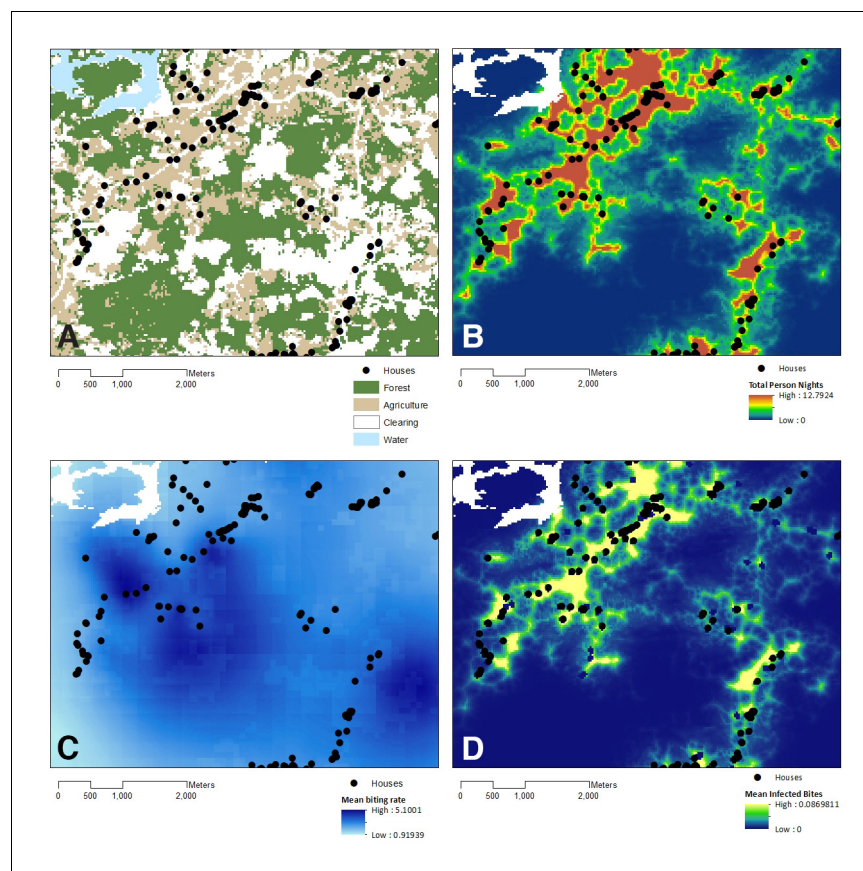 A
B
Houses
Meters
0 500 1,000 2,000
Forest
Agriculture
Clearing
Water
Houses
Meters
0 500 1,000 2,000
Total Person Nights
High : 12.7924
Low : 0
C
D
Houses
Meters
0 500 1,000 2,000
Mean biting rate
High : 5.1001
Low : 0.91939
Houses
Meters
0 500 1,000 2,000
Mean Infected Bites
High : 0.0869811
Low : 0